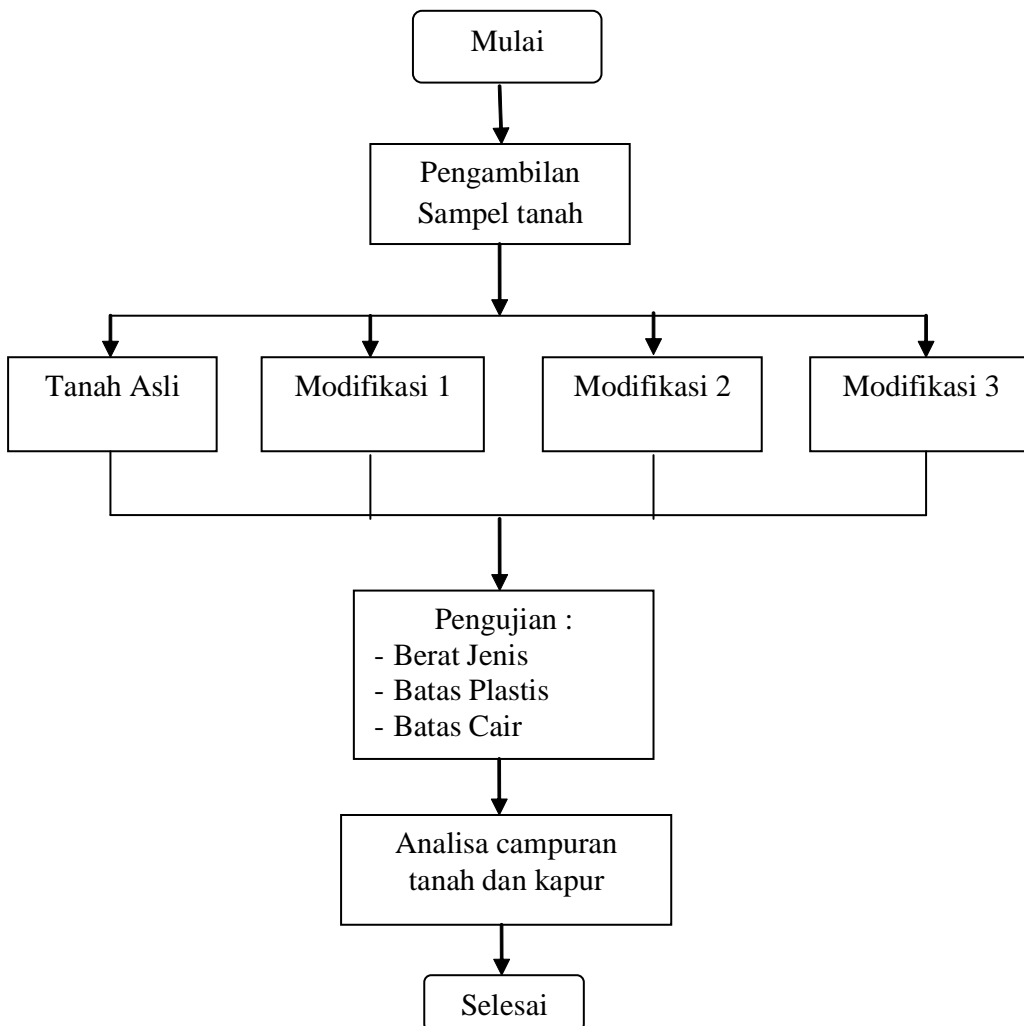 Mulai
Pengambilan
Sampel tanah
Tanah Asli
Modifikasi 1
Modifikasi 2
Modifikasi 3
Pengujian :
- Berat Jenis
- Batas Plastis
- Batas Cair
Analisa campuran
tanah dan kapur
Selesai